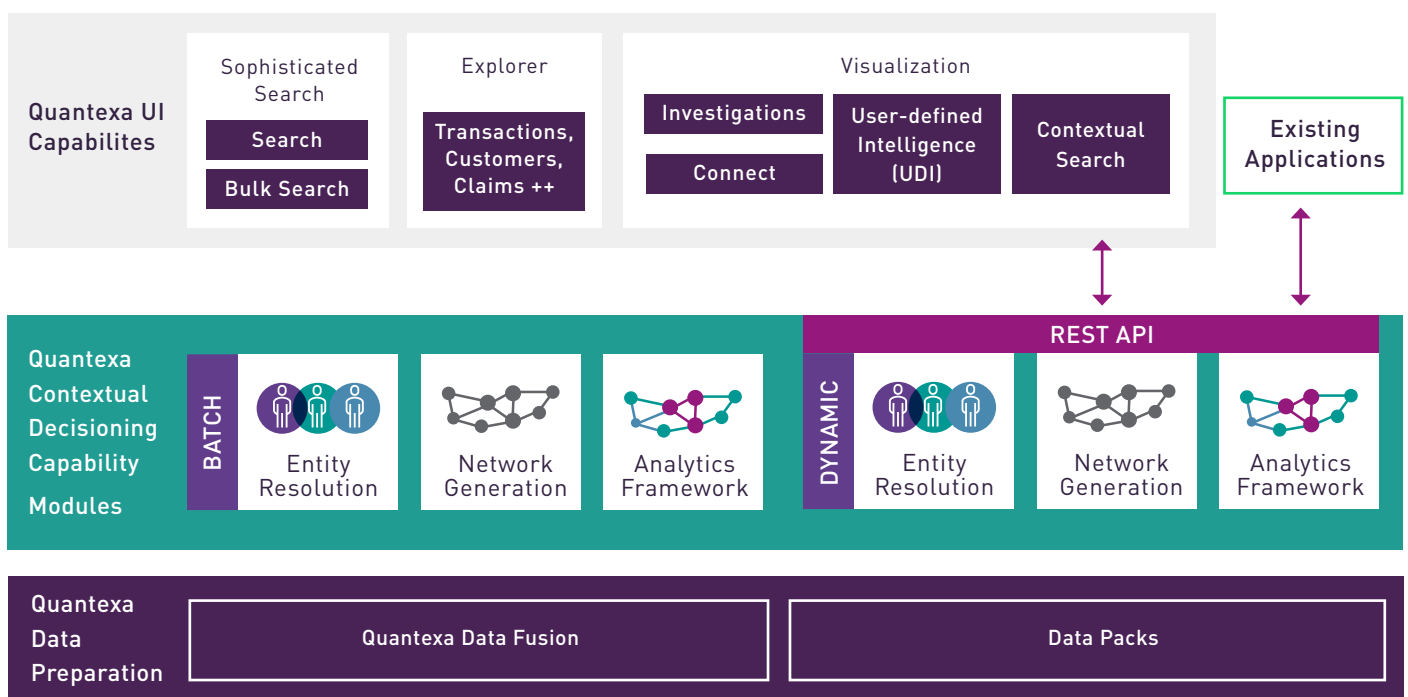 Quantexa UI
Capabilites
Sophisticated
Search
Search
Bulk Search
Explorer
Transactions,
Customers,
Claims ++
Visualization
Investigations
Connect
User-defined
Intelligence
(UDI)
Contextual
Search
Existing
Applications
REST API
Quantexa
Contextual
Decisioning
Capability
Modules
BATCH
Entity
Resolution
Network
Generation
Analytics
Framework
DYNAMIC
Entity
Resolution
Network
Generation
Analytics
Framework
Quantexa
Data
Preparation
Quantexa Data Fusion
Data Packs